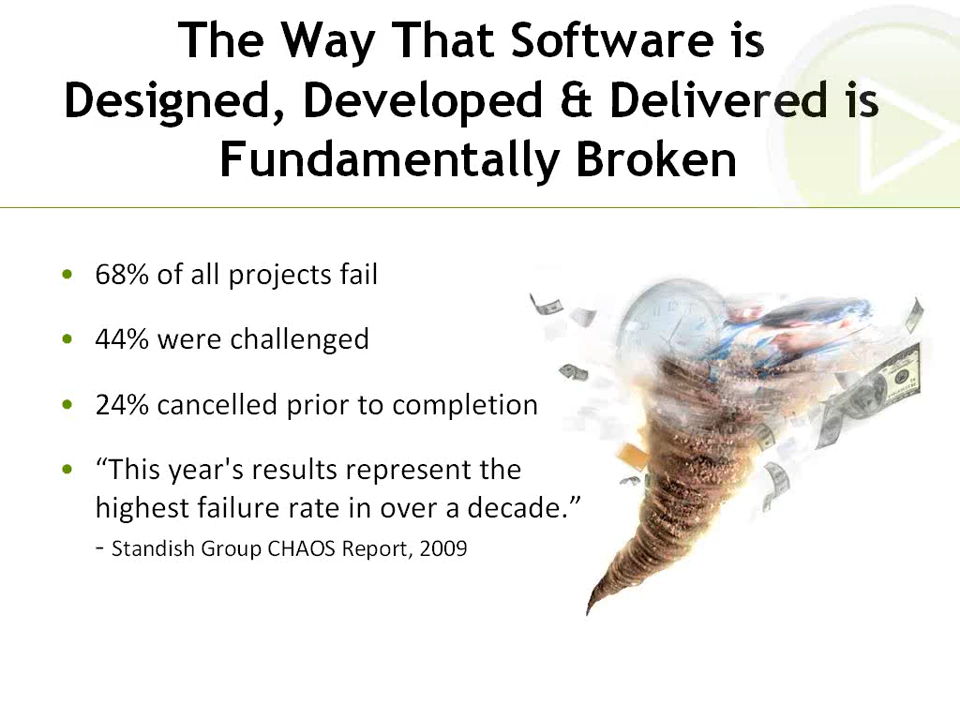 The Way That Software is
Designed, Developed & Delivered is
Fundamentally Broken
• 68% of all projects fail
• 44% were challenged
• 24% cancelled prior to completion
• “This year's results represent the
highest failure rate in over a decade.”
- Standish Group CHAOS Report, 2009